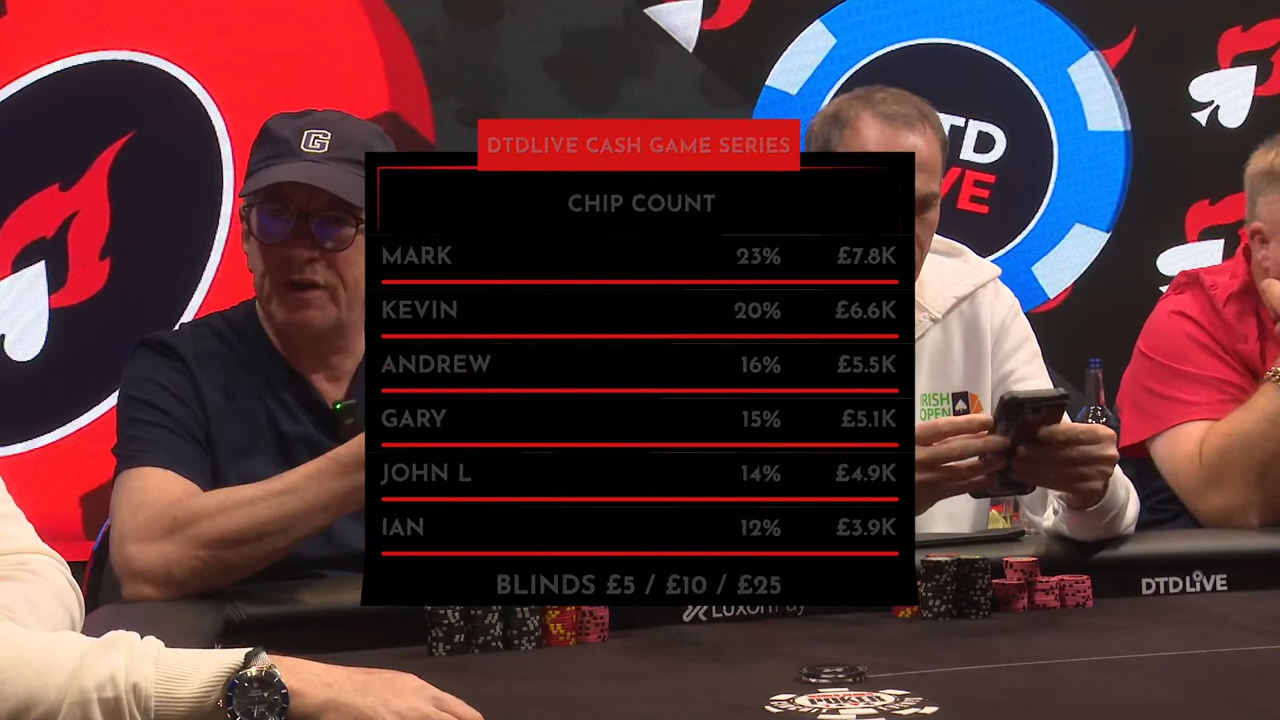 G
TD
VE
DTDLIVE CASH GAME SERIES
CHIP COUNT
MARK 23% £7.8K
KEVIN 20% £6.6K
ANDREW 16% £5.5K
GARY 15% £5.1K
JOHN L 14% £4.9K
IAN 12% £3.9K
BLINDS £5 / £10 / £25
IRISH
OPEN
DTDLIVE
LUXONPAY
POKER